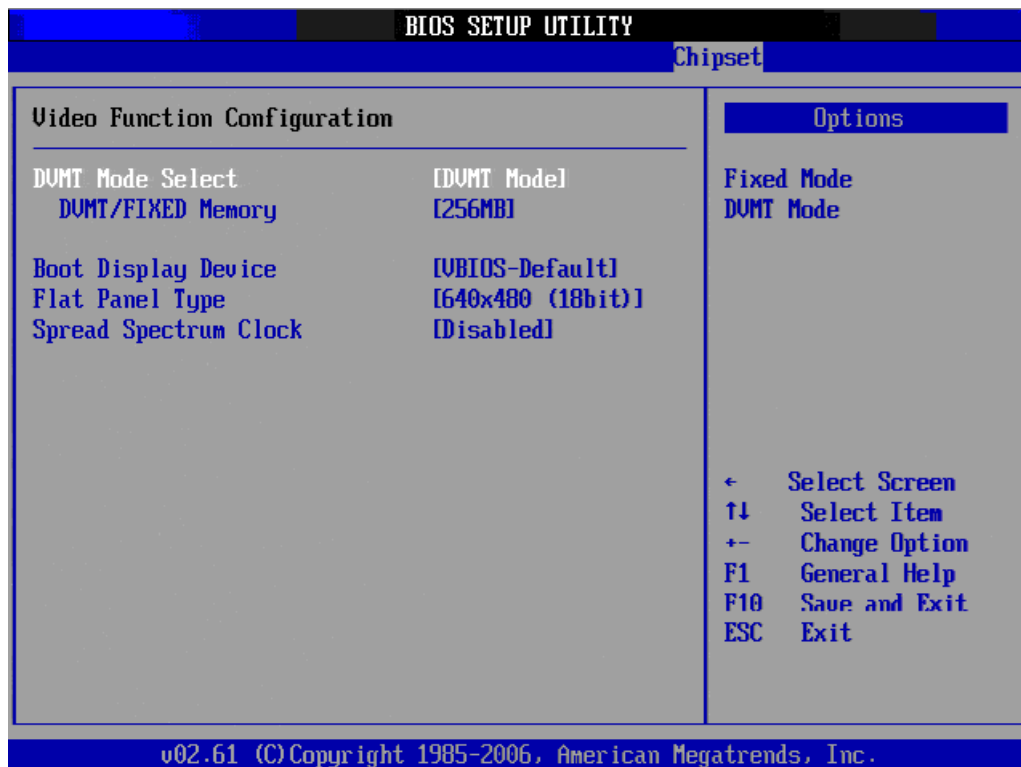 BIOS SETUP UTILITY
Chipset
Video Function Configuration
DVMT Mode Select [DVMT Mode]
DVMT/FIXED Memory [256MB]
Boot Display Device [VBIOS-Default]
Flat Panel Type [640x480 (18bit)]
Spread Spectrum Clock [Disabled]
Options
Fixed Mode
DVMT Mode
← Select Screen
↑↓ Select Item
+- Change Option
F1 General Help
F10 Save and Exit
ESC Exit
v02.61 (C)Copyright 1985-2006, American Megatrends, Inc.